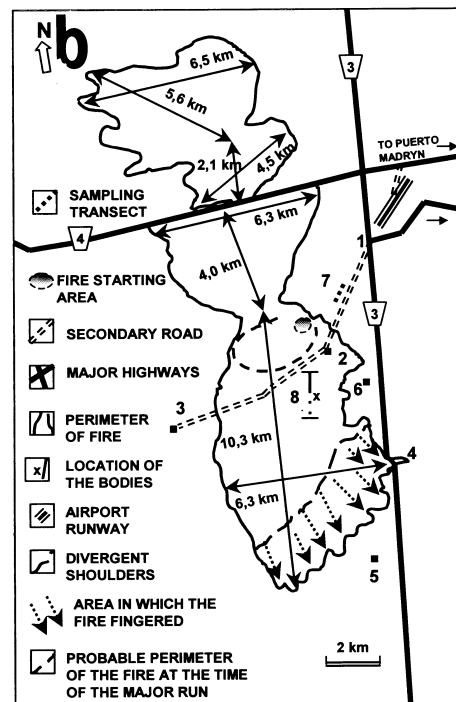 N
b
6,5 km
5,6 km
2,1 km
4,5 km
3
TO PUERTO
MADRYN
SAMPLING
TRANSECT
4
6,3 km
4,0 km
1
7
FIRE STARTING
AREA
3
SECONDARY
ROAD
2
MAJOR
HIGHWAYS
8
x
6
3
PERIMETER
OF FIRE
10,3 km
4
x
LOCATION OF
THE BODIES
6,3 km
AIRPORT
RUNWAY
DIVERGENT
SHOULDERS
5
AREA IN WHICH THE
FIRE FINGERED
2 km
PROBABLE PERIMETER
OF THE FIRE AT THE TIME
OF THE MAJOR RUN